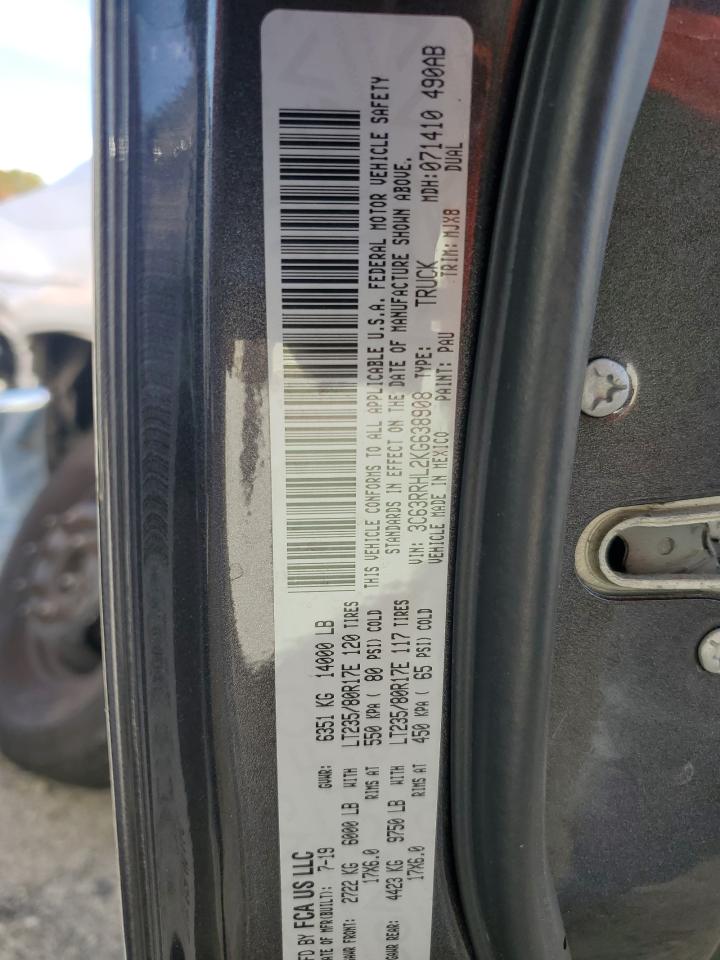 FD BY FCA US LLC
ATE OF MFR(BUILT): 7-19 GVWR: 6351 KG 14000 LB
GAWR FRONT: 2722 KG 6000 LB WITH LT235/80R17E 120 TIRES
17X6.0 RIMS AT 550 KPA ( 80 PSI) COLD
GAWR REAR: 4423 KG 9750 LB WITH LT235/80R17E 117 TIRES
17X6.0 RIMS AT 450 KPA ( 65 PSI) COLD
THIS VEHICLE CONFORMS TO ALL APPLICABLE U.S.A. FEDERAL MOTOR VEHICLE SAFETY
STANDARDS IN EFFECT ON THE DATE OF MANUFACTURE SHOWN ABOVE.
VIN: 3C63RRHL2KG638908 TYPE: TRUCK MDH:071410 490AB
VEHICLE MADE IN MEXICO PAINT: PAU TRIM: MJX8 DUAL